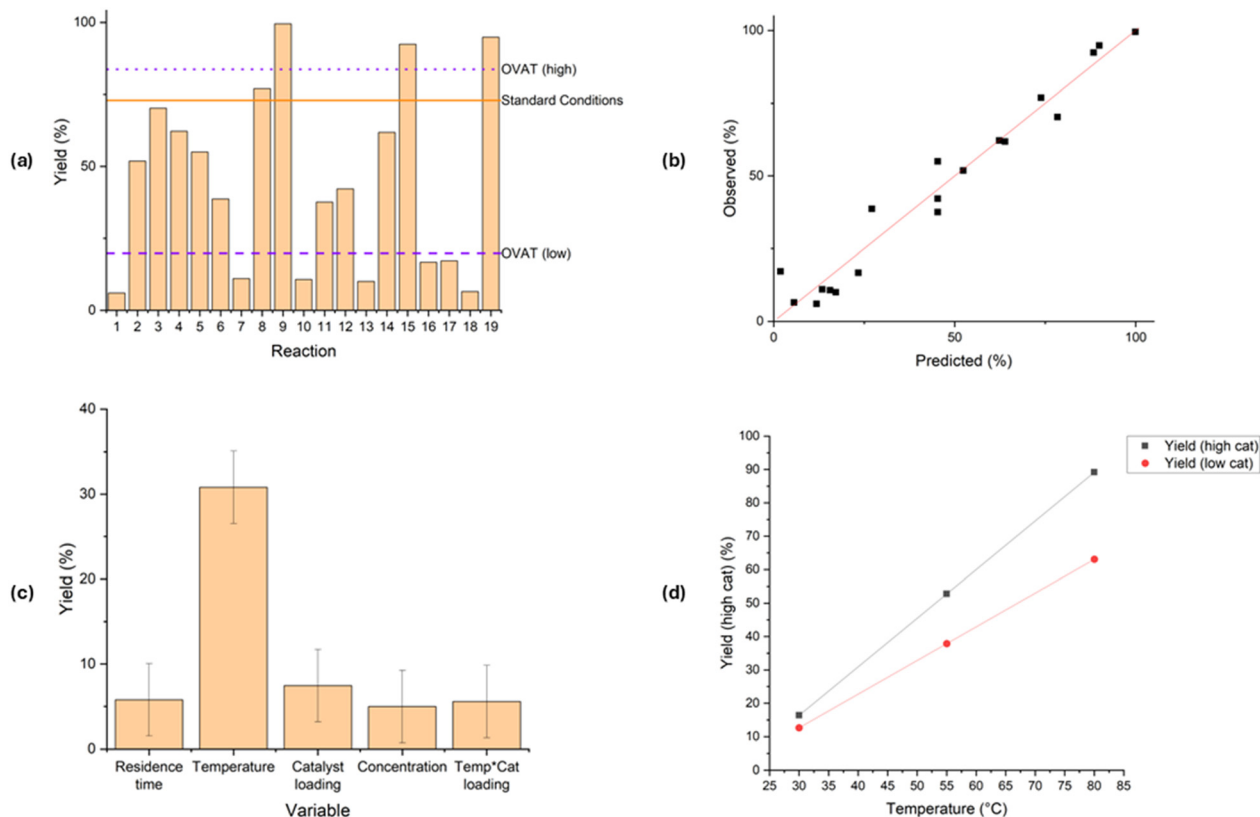 (a)
Yield (%)
100
50
0
OVAT (high)
Standard Conditions
OVAT (low)
1 2 3 4 5 6 7 8 9 10 11 12 13 14 15 16 17 18 19
Reaction
(b)
Observed (%)
100
50
0
0 50 100
Predicted (%)
(c)
Yield (%)
40
30
20
10
0
Residence time
Temperature
Catalyst loading
Concentration
Temp*Cat loading
Variable
(d)
Yield (high cat) (%)
100
90
80
70
60
50
40
30
20
10
0
25 30 35 40 45 50 55 60 65 70 75 80 85
Temperature (°C)
Yield (high cat)
Yield (low cat)